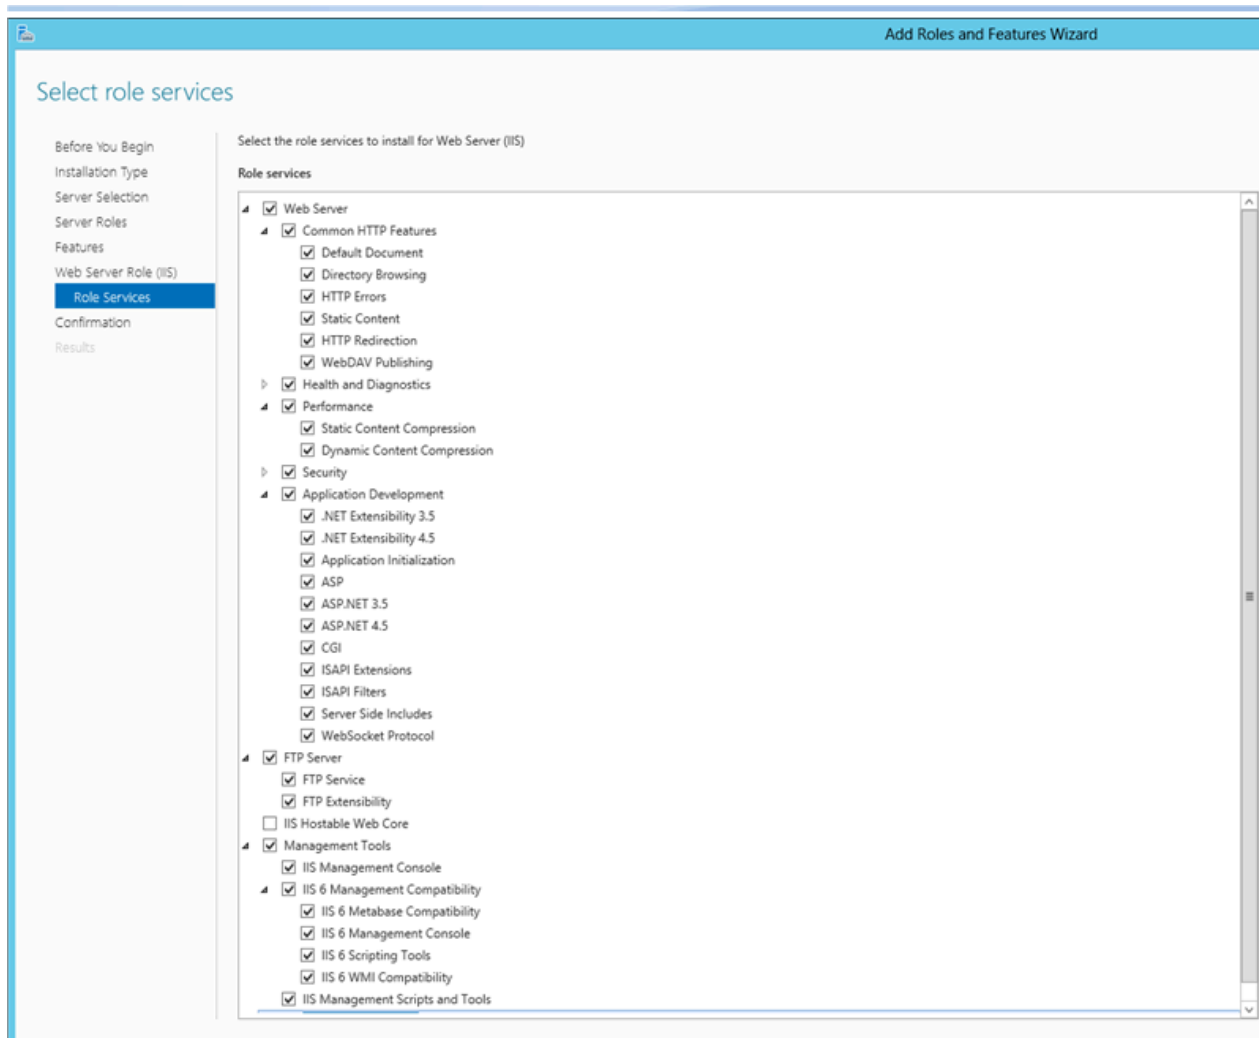 Add Roles and Features Wizard
Select role services
Before You Begin
Installation Type
Server Selection
Server Roles
Features
Web Server Role (IIS)
Role Services
Confirmation
Results
Select the role services to install for Web Server (IIS)
Role services
Web Server
Common HTTP Features
Default Document
Directory Browsing
HTTP Errors
Static Content
HTTP Redirection
WebDAV Publishing
Health and Diagnostics
Performance
Static Content Compression
Dynamic Content Compression
Security
Application Development
.NET Extensibility 3.5
.NET Extensibility 4.5
Application Initialization
ASP
ASP.NET 3.5
ASP.NET 4.5
CGI
ISAPI Extensions
ISAPI Filters
Server Side Includes
WebSocket Protocol
FTP Server
FTP Service
FTP Extensibility
IIS Hostable Web Core
Management Tools
IIS Management Console
IIS 6 Management Compatibility
IIS 6 Metabase Compatibility
IIS 6 Management Console
IIS 6 Scripting Tools
IIS 6 WMI Compatibility
IIS Management Scripts and Tools